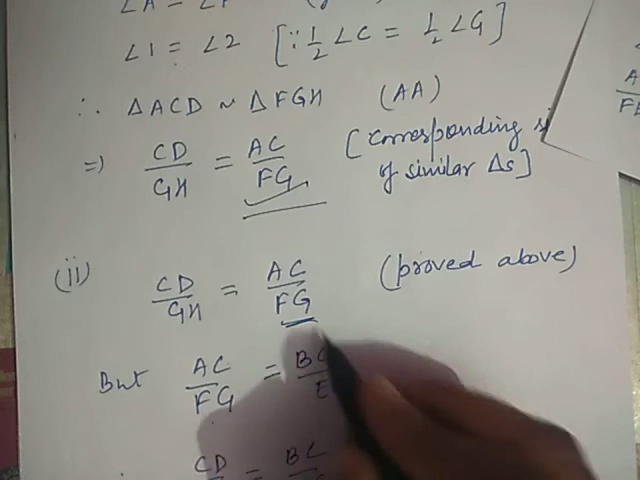 ∠A = ∠F
∠1 = ∠2 [∵ 1/2 ∠C = 1/2 ∠G]
∴ ΔACD ~ ΔFGH (AA)
⇒ CD/GH = AC/FG [Corresponding
of similar Δs]
(ii) CD/GH = AC/FG (proved above)
But AC/FG = BC/
CD = BC